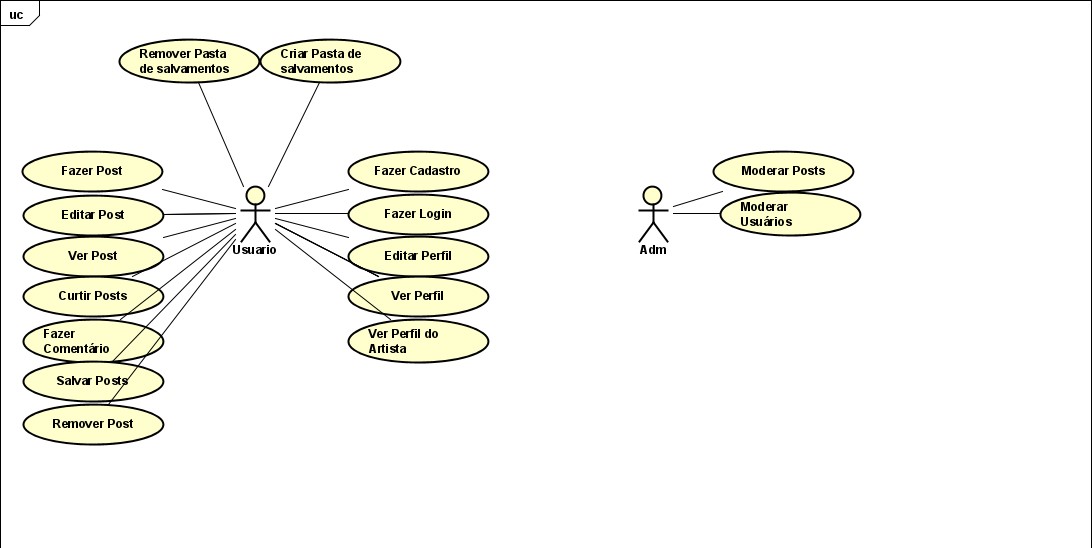 uc
Remover Pasta
de salvamentos
Criar Pasta de
salvamentos
Fazer Post
Editar Post
Ver Post
Curtir Posts
Fazer
Comentário
Salvar Posts
Remover Post
Usuario
Fazer Cadastro
Fazer Login
Editar Perfil
Ver Perfil
Ver Perfil do
Artista
Adm
Moderar Posts
Moderar
Usuários